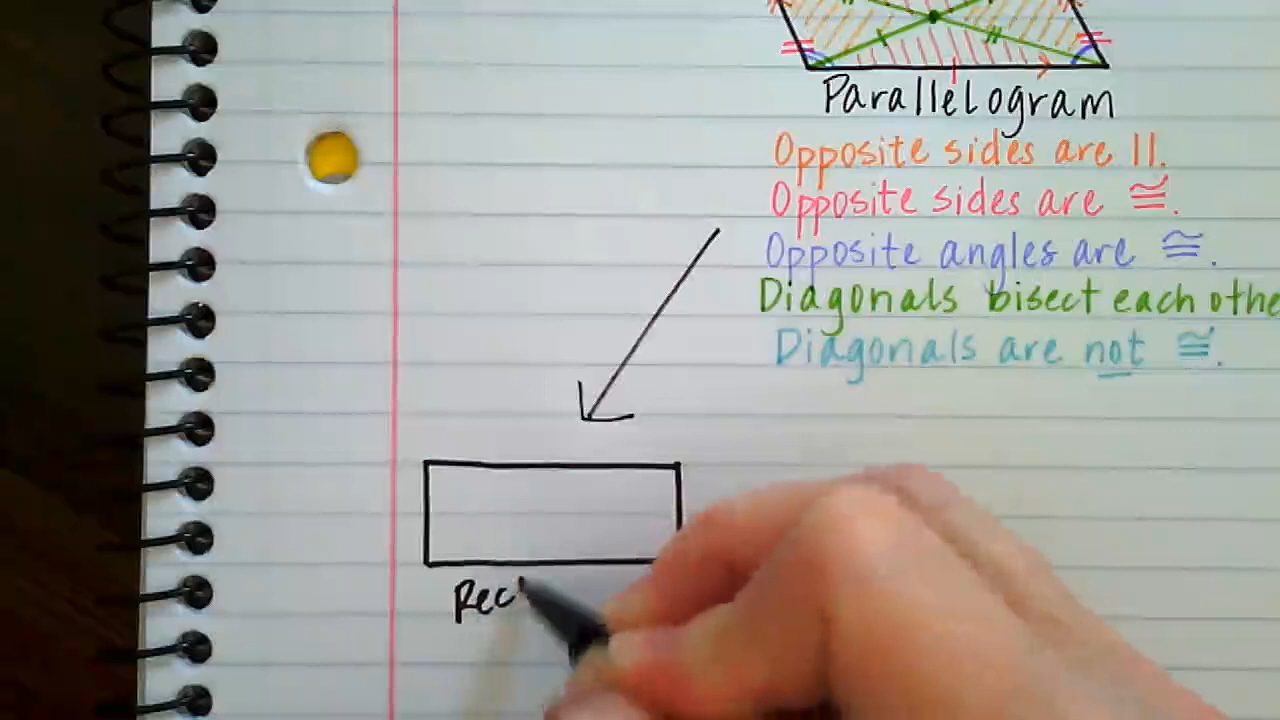 Parallelogram
Opposite sides are ||.
Opposite sides are ≅.
Opposite angles are ≅.
Diagonals bisect each othe
Diagonals are not ≅.
Rec